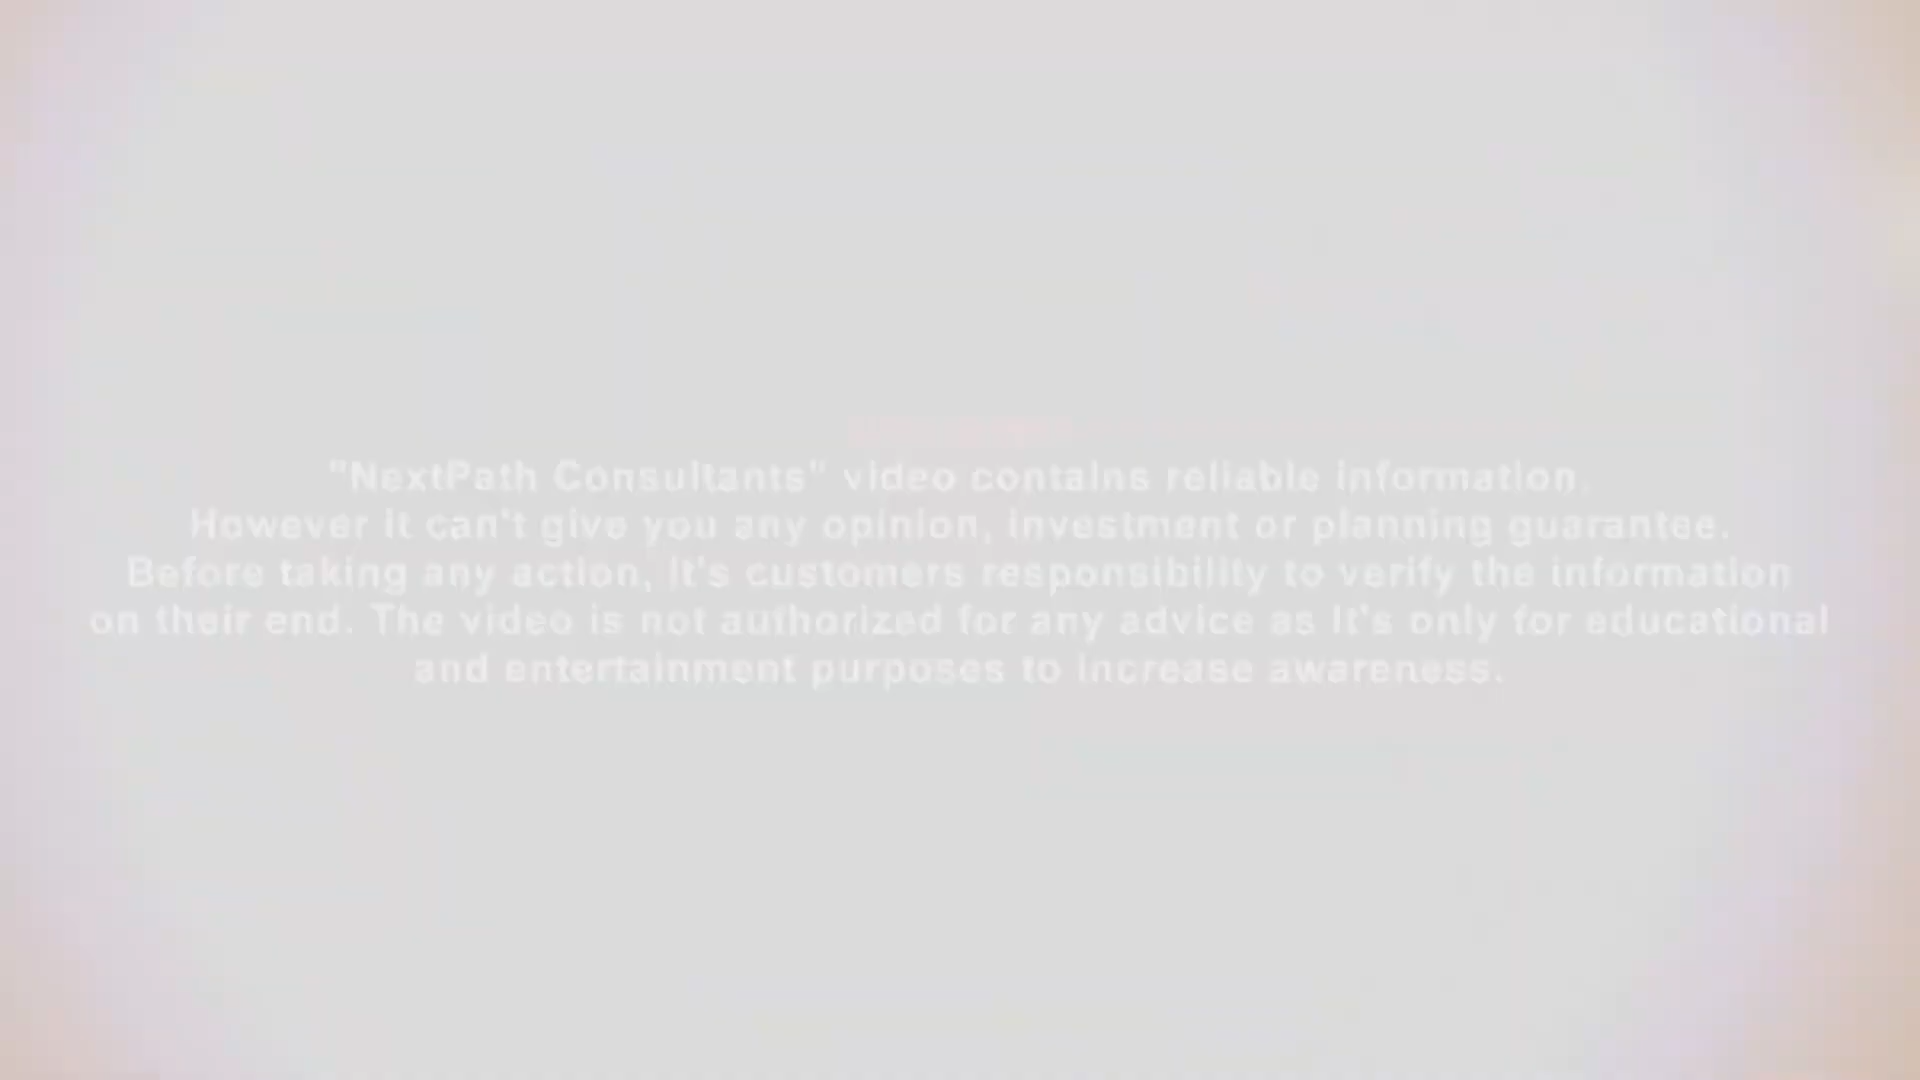 "NextPath Consultants" video contains reliable information.
However it can't give you any opinion, investment or planning guarantee.
Before taking any action, it's customers responsibility to verify the information
on their end. The video is not authorized for any advice as it's only for educational
and entertainment purposes to increase awareness.